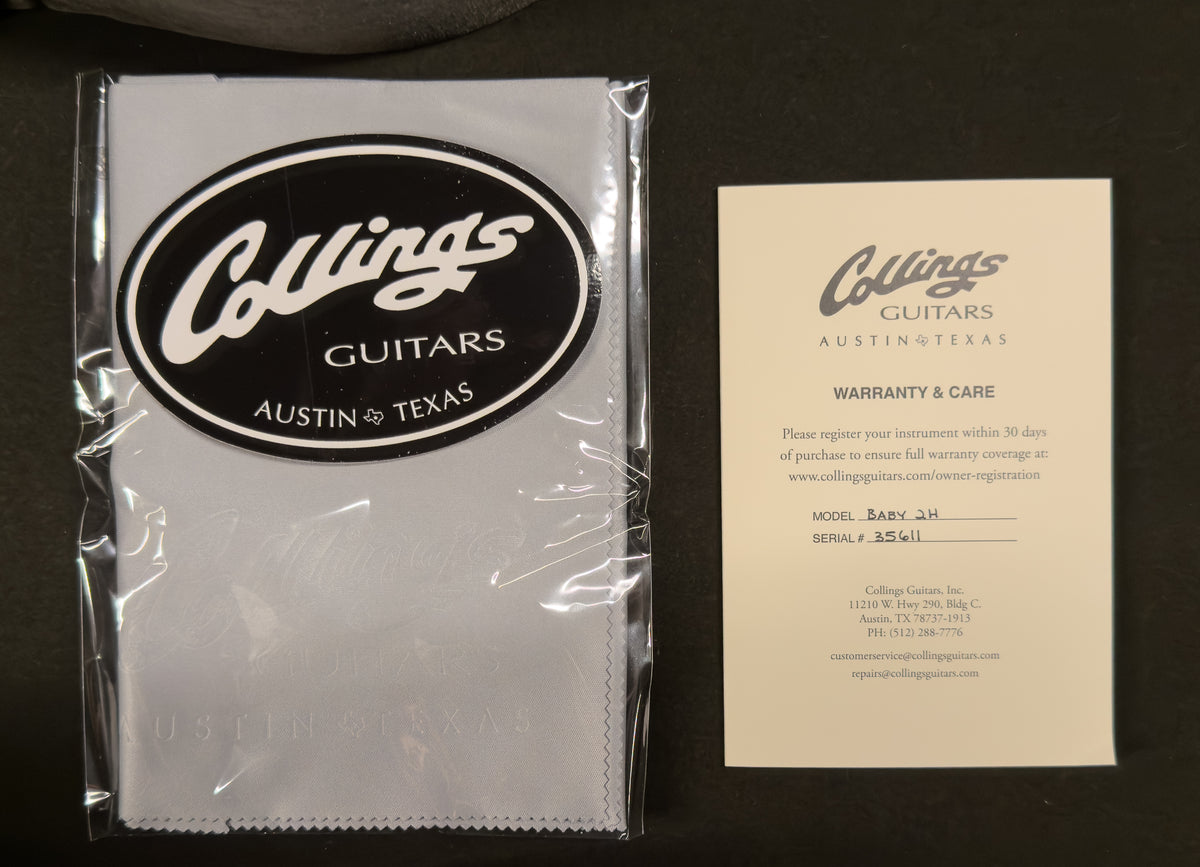 Collings
GUITARS
AUSTIN TEXAS
Collings
GUITARS
AUSTIN TEXAS
Collings
GUITARS
AUSTIN TEXAS
WARRANTY & CARE
Please register your instrument within 30 days
of purchase to ensure full warranty coverage at:
www.collingsguitars.com/owner-registration
MODEL BABY 2H
SERIAL # 35611
Collings Guitars, Inc.
11210 W. Hwy 290, Bldg C.
Austin, TX 78737-1913
PH: (512) 288-7776
customerservice@collingsguitars.com
repairs@collingsguitars.com